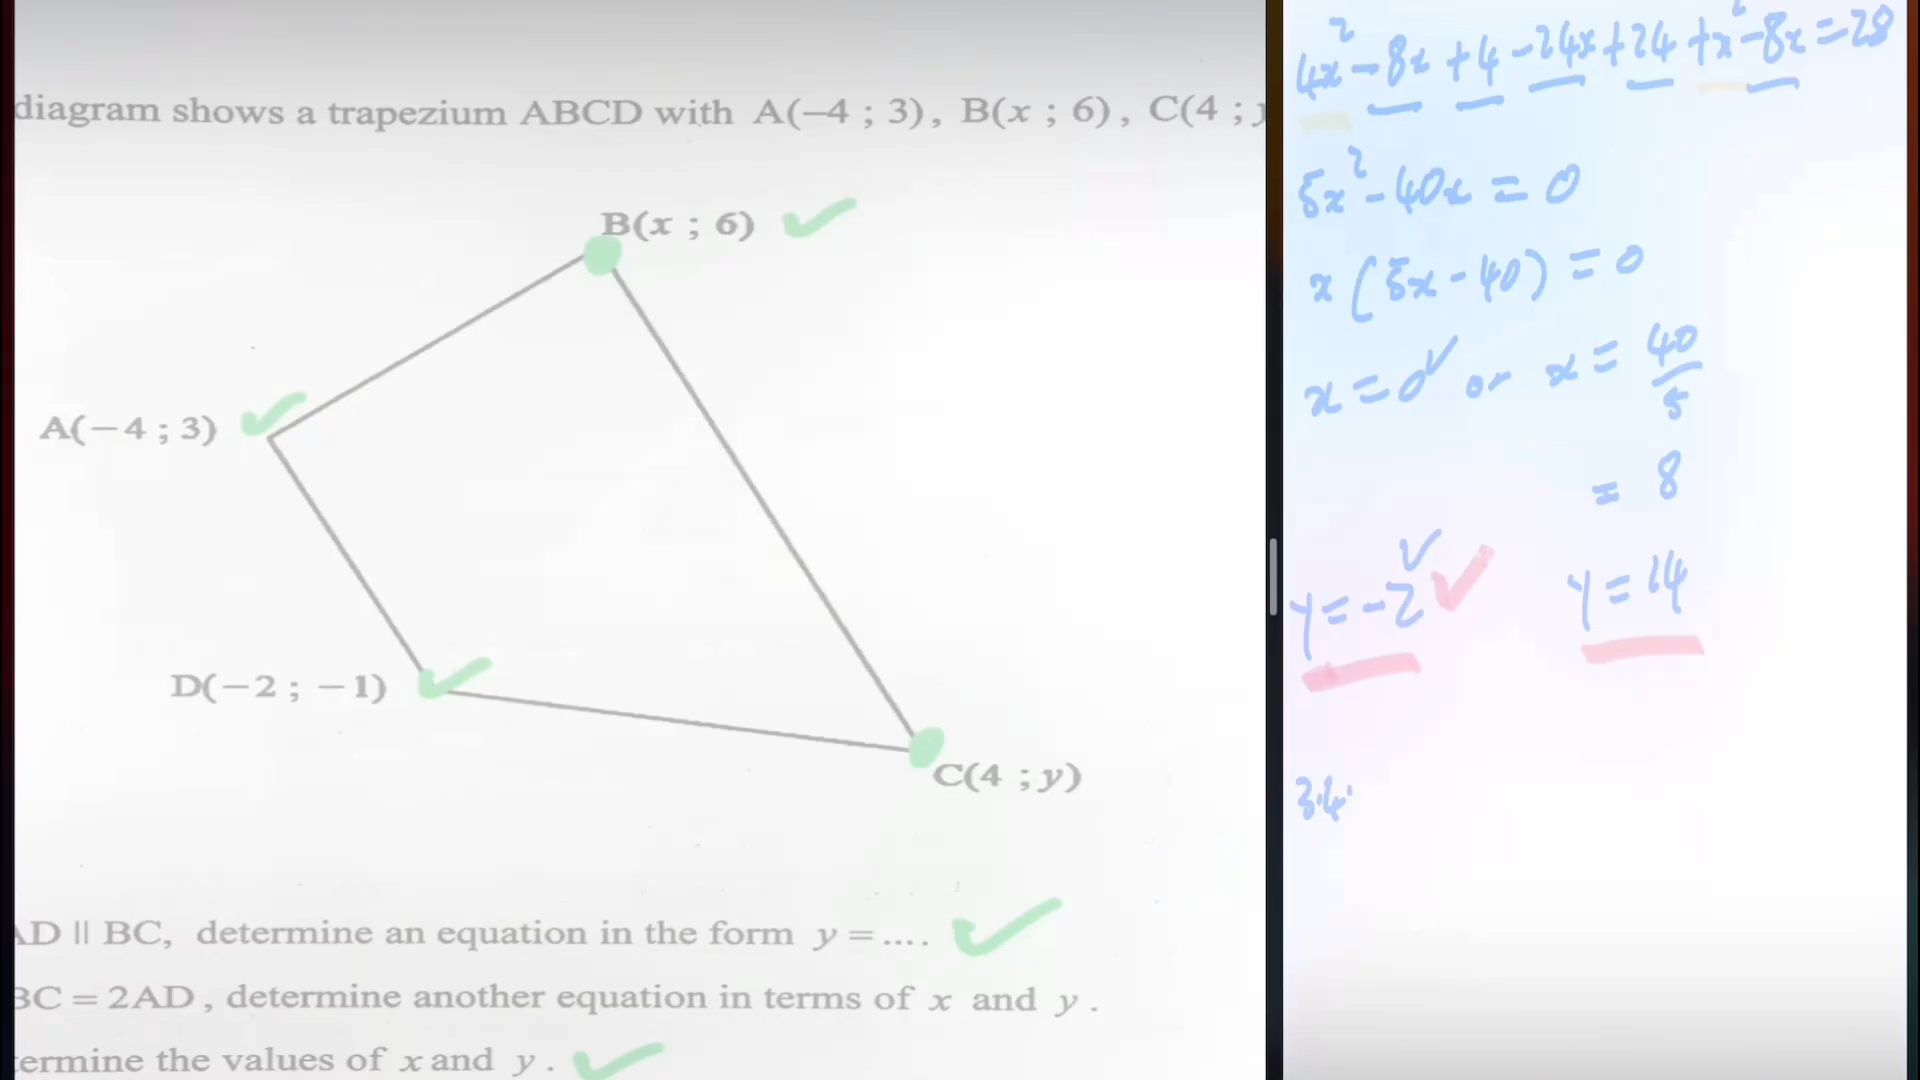 diagram shows a trapezium ABCD with A(−4 ; 3), B(x ; 6), C(4 ; y
B(x ; 6)
A(−4 ; 3)
D(−2 ; −1)
C(4 ; y)
AD || BC, determine an equation in the form y = ....
BC = 2AD, determine another equation in terms of x and y.
ermine the values of x and y.
4x² - 8x + 4 - 24x + 24 + x² - 8x = 28
5x² - 40x = 0
x (5x - 40) = 0
x = 0 or x = 40/5
= 8
y = -2 y = 14
3.4.